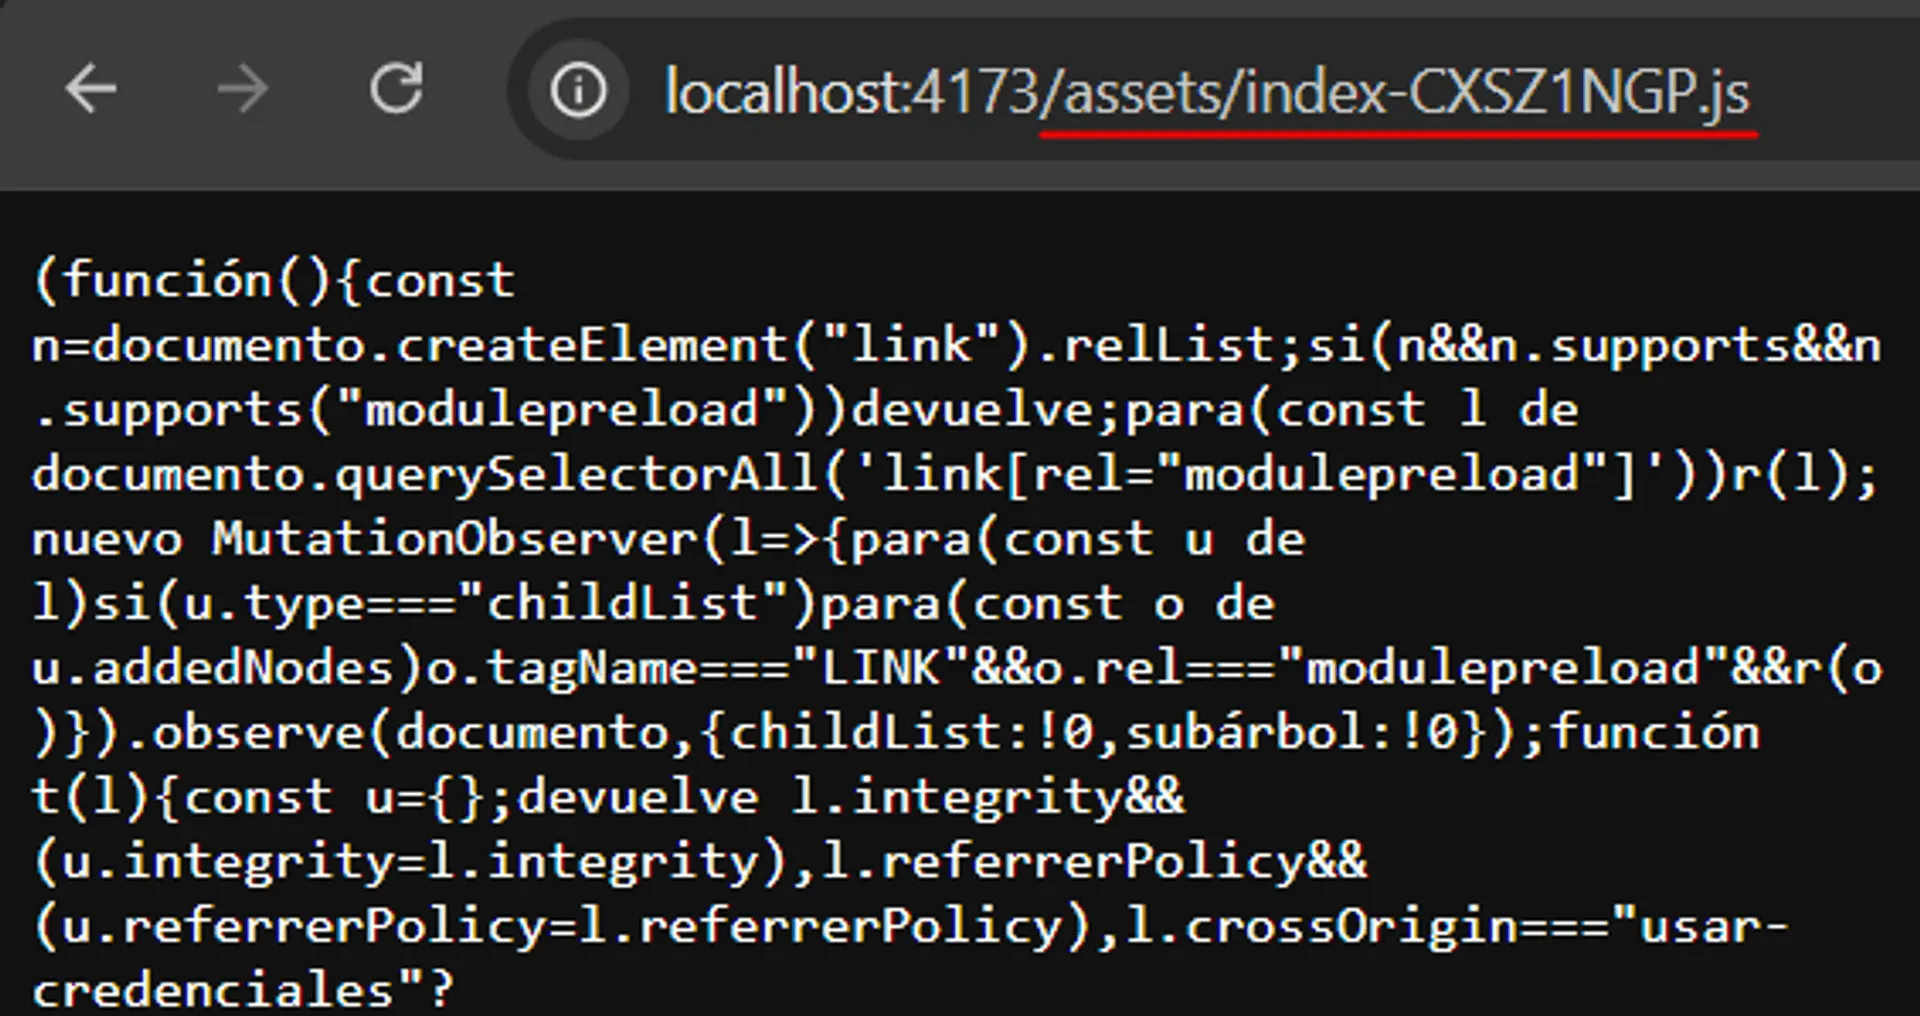 localhost:4173/assets/index-CXSZ1NGP.js
(función(){const
n=documento.createElement("link").relList;si(n&&n.supports&&n
.supports("modulepreload"))devuelve;para(const l de
documento.querySelectorAll('link[rel="modulepreload"]'))r(l);
nuevo MutationObserver(l=>{para(const u de
l)si(u.type==="childList")para(const o de
u.addedNodes)o.tagName==="LINK"&&o.rel==="modulepreload"&&r(o
)}).observe(documento,{childList:!0,subárbol:!0});función
t(l){const u={};devuelve l.integrity&&
(u.integrity=l.integrity),l.referrerPolicy&&
(u.referrerPolicy=l.referrerPolicy),l.crossOrigin==="usar-
credenciales"?